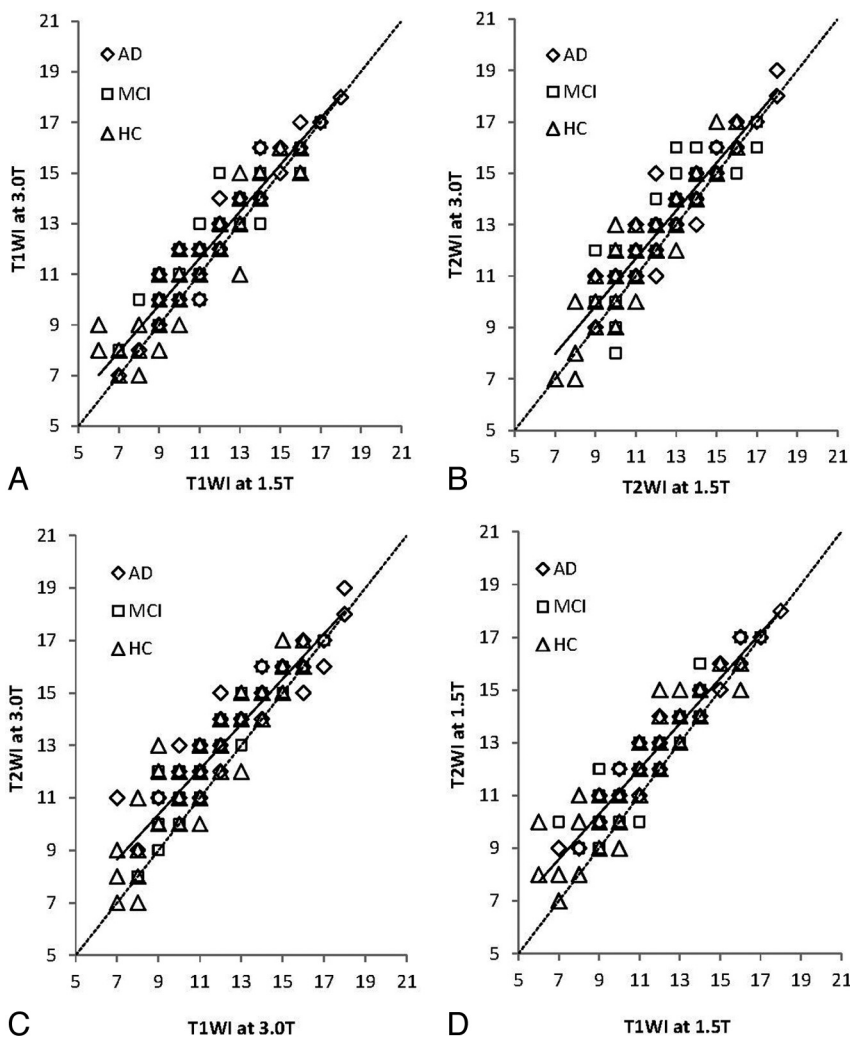 21
19
17
15
13
11
9
7
5
T1WI at 3.0T
AD
MCI
HC
5 7 9 11 13 15 17 19 21
T1WI at 1.5T
A
21
19
17
15
13
11
9
7
5
T2WI at 3.0T
AD
MCI
HC
5 7 9 11 13 15 17 19 21
T2WI at 1.5T
B
21
19
17
15
13
11
9
7
5
T2WI at 3.0T
AD
MCI
HC
5 7 9 11 13 15 17 19 21
T1WI at 3.0T
C
21
19
17
15
13
11
9
7
5
T2WI at 1.5T
AD
MCI
HC
5 7 9 11 13 15 17 19 21
T1WI at 1.5T
D